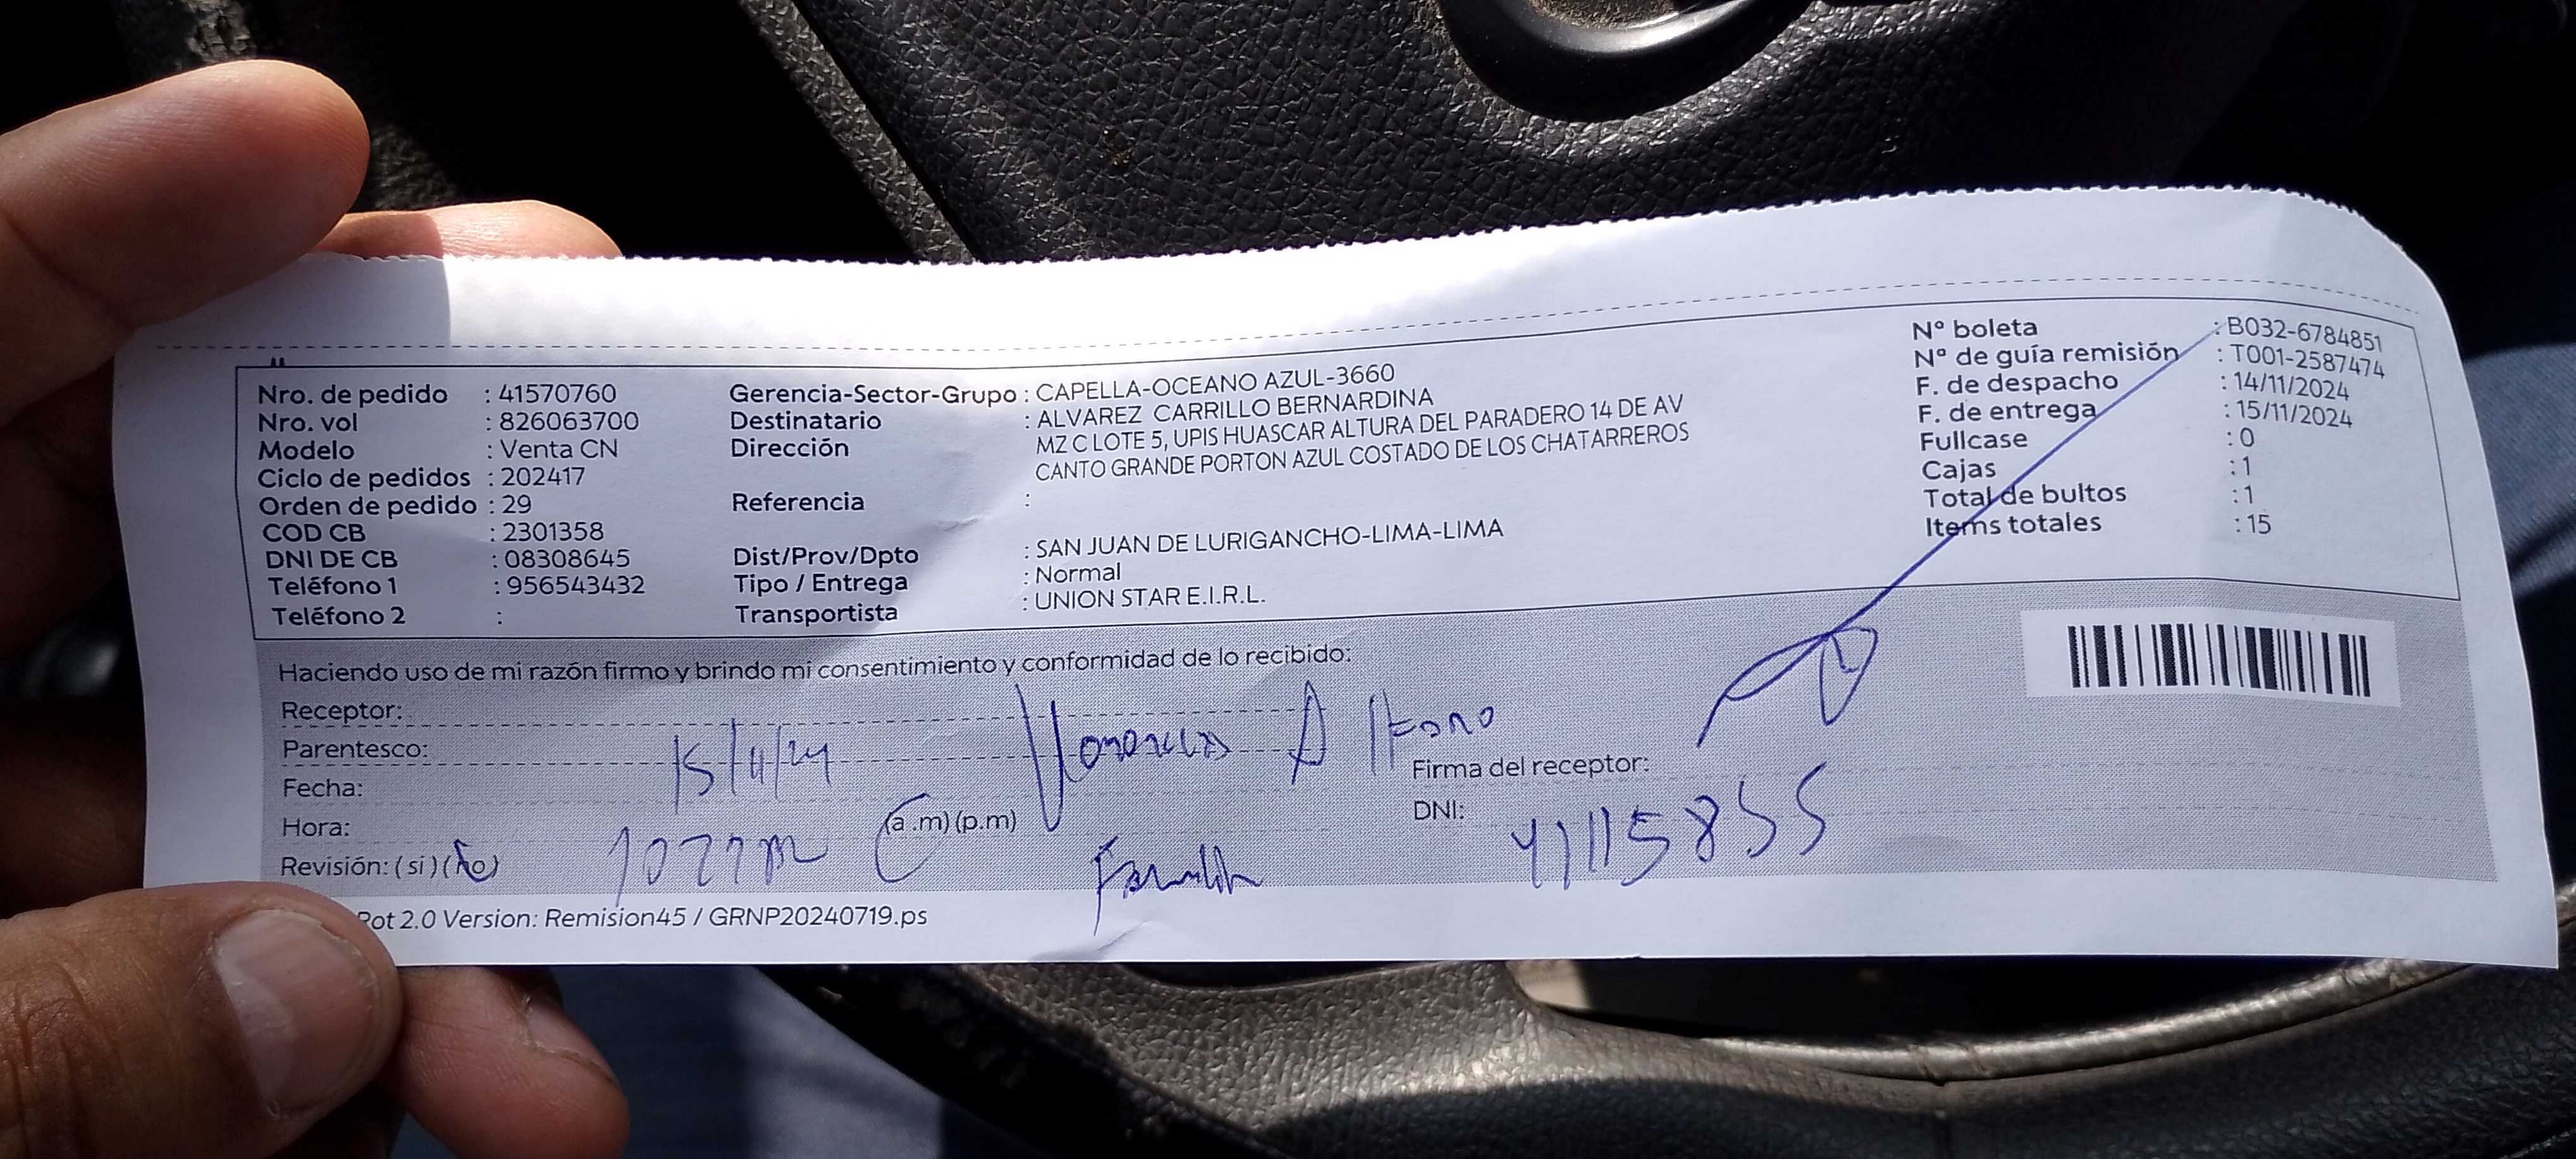 Nro. de pedido : 41570760
Nro. vol : 826063700
Modelo : Venta CN
Ciclo de pedidos : 202417
Orden de pedido : 29
COD CB : 2301358
DNI DE CB : 08308645
Teléfono 1 : 956543432
Teléfono 2 :
Gerencia-Sector-Grupo : CAPELLA-OCEANO AZUL-3660
Destinatario : ALVAREZ CARRILLO BERNARDINA
Dirección MZ C LOTE 5, UPIS HUASCAR ALTURA DEL PARADERO 14 DE AV
CANTO GRANDE PORTON AZUL COSTADO DE LOS CHATARREROS
Referencia :
Dist/Prov/Dpto : SAN JUAN DE LURIGANCHO-LIMA-LIMA
Tipo / Entrega : Normal
Transportista : UNION STAR E.I.R.L.
N° boleta : B032-6784851
N° de guía remisión : T001-2587474
F. de despacho : 14/11/2024
F. de entrega : 15/11/2024
Fullcase : 0
Cajas : 1
Total de bultos : 1
Items totales : 15
Haciendo uso de mi razón firmo y brindo mi consentimiento y conformidad de lo recibido:
Receptor:
Parentesco:
Fecha: 15/11/24
Hora: (a .m) (p.m)
Revisión: (si) (no)
Firma del receptor:
DNI: 41115855
2.0 Version: Remision45 / GRNP20240719.ps